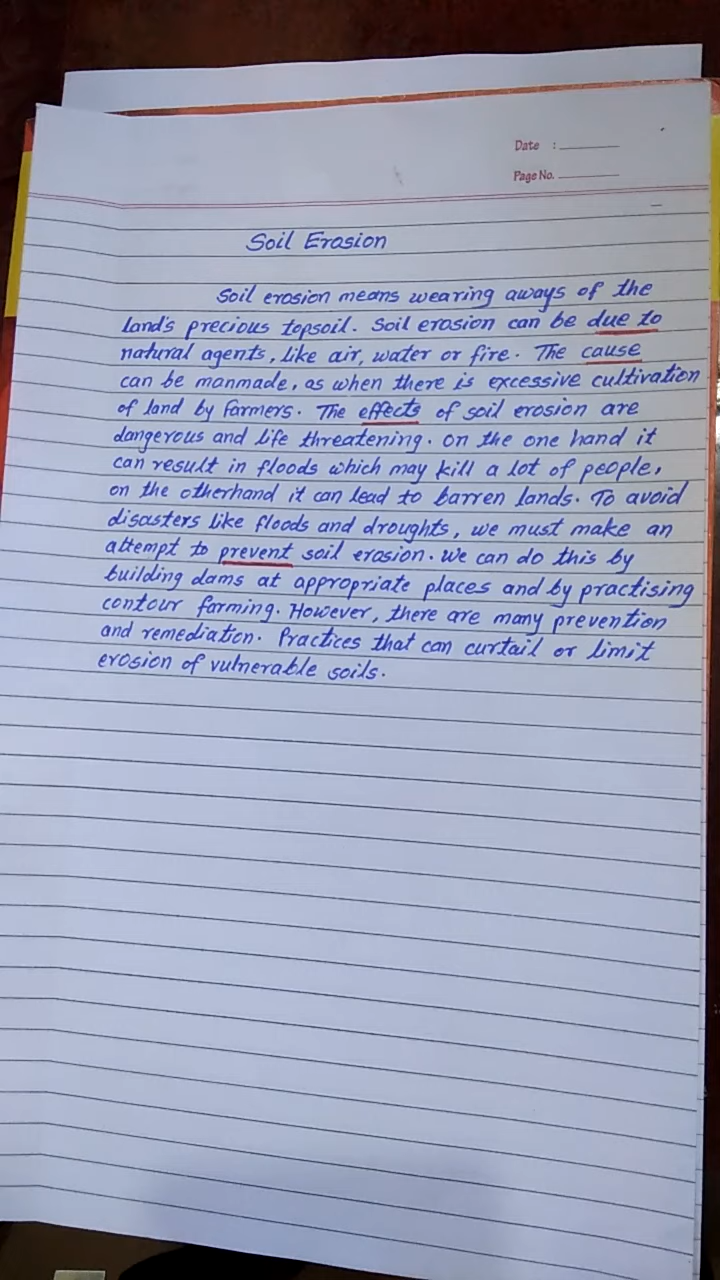 Date :
Page No.
Soil Erosion
Soil erosion means wearing aways of the
land's precious topsoil. Soil erosion can be due to
natural agents, like air, water or fire. The cause
can be manmade, as when there is excessive cultivation
of land by farmers. The effects of soil erosion are
dangerous and life threatening. On the one hand it
can result in floods which may kill a lot of people,
on the otherhand it can lead to barren lands. To avoid
disasters like floods and droughts, we must make an
attempt to prevent soil erosion. We can do this by
building dams at appropriate places and by practising
contour farming. However, there are many prevention
and remediation. Practices that can curtail or limit
erosion of vulnerable soils.